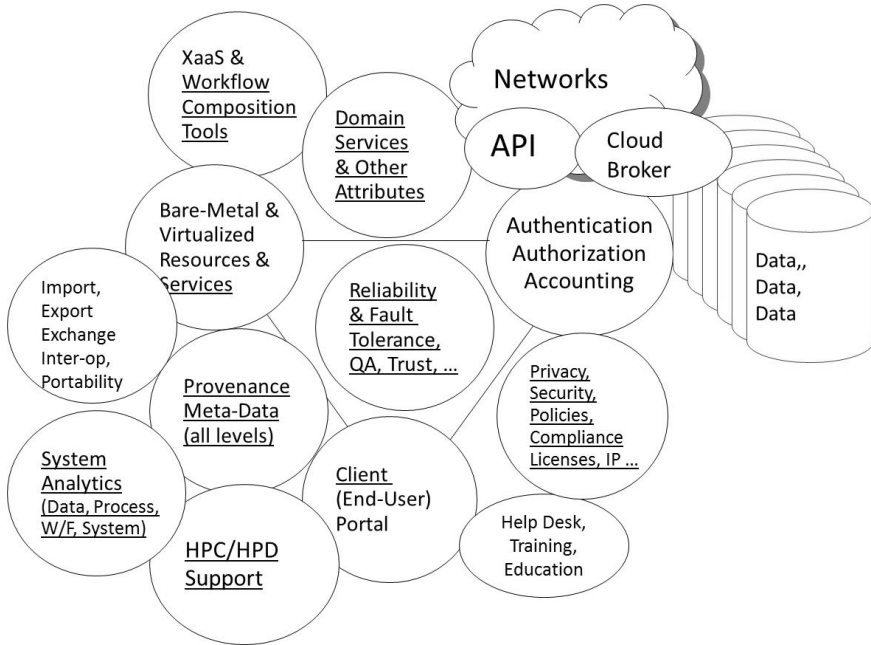 XaaS &
Workflow
Composition
Tools
Domain
Services
& Other
Attributes
Networks
API
Cloud
Broker
Bare-Metal &
Virtualized
Resources &
Services
Authentication
Authorization
Accounting
Data,,
Data,
Data
Import,
Export
Exchange
Inter-op,
Portability
Reliability
& Fault
Tolerance,
QA, Trust, ...
Provenance
Meta-Data
(all levels)
Privacy,
Security,
Policies,
Compliance
Licenses, IP ...
System
Analytics
(Data, Process,
W/F, System)
Client
(End-User)
Portal
HPC/HPD
Support
Help Desk,
Training,
Education